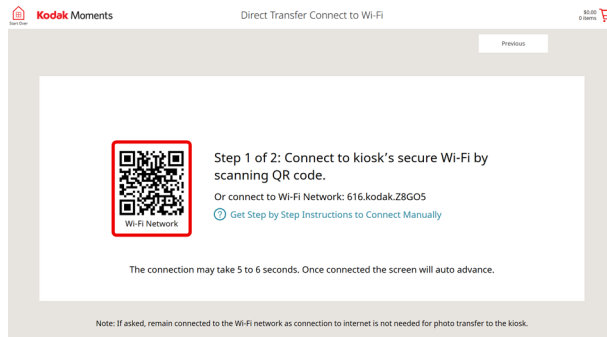 Start Over
Kodak Moments
Direct Transfer Connect to Wi-Fi
$0.00
0 items
Previous
Step 1 of 2: Connect to kiosk's secure Wi-Fi by
scanning QR code.
Or connect to Wi-Fi Network: 616.kodak.Z8GO5
? Get Step by Step Instructions to Connect Manually
Wi-Fi Network
The connection may take 5 to 6 seconds. Once connected the screen will auto advance.
Note: If asked, remain connected to the Wi-Fi network as connection to internet is not needed for photo transfer to the kiosk.